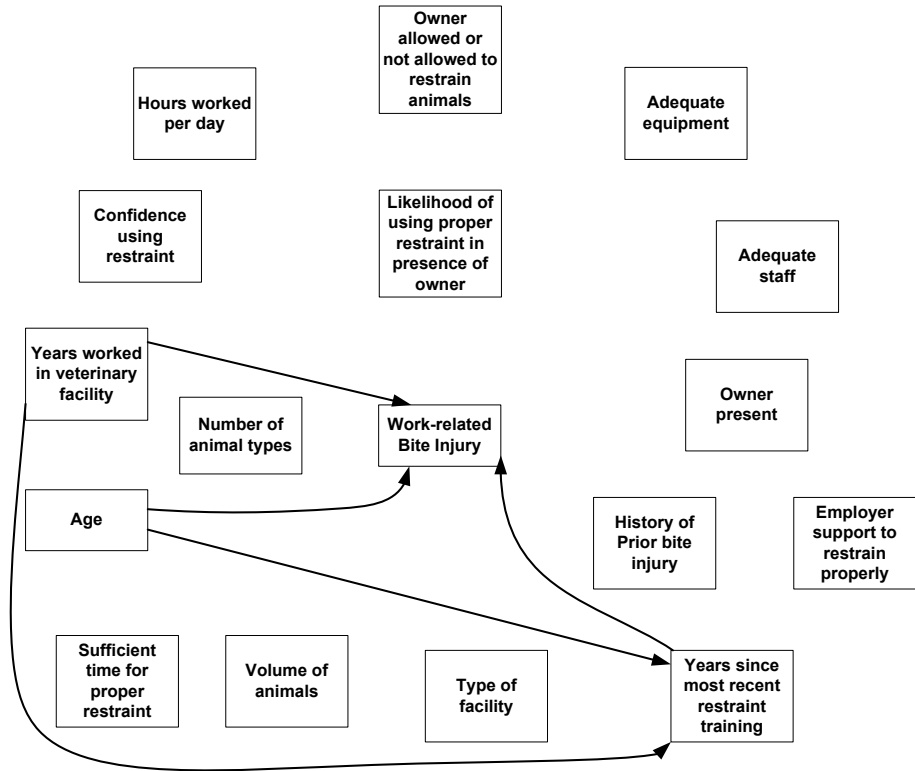 Owner
allowed or
not allowed to
restrain
animals
Hours worked
per day
Adequate
equipment
Confidence
using
restraint
Likelihood of
using proper
restraint in
presence of
owner
Adequate
staff
Years worked
in veterinary
facility
Number of
animal types
Work-related
Bite Injury
Owner
present
Age
History of
Prior bite
injury
Employer
support to
restrain
properly
Sufficient
time for
proper
restraint
Volume of
animals
Type of
facility
Years since
most recent
restraint
training